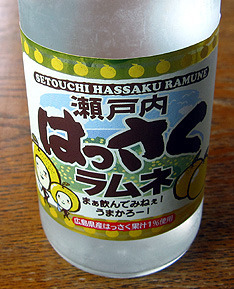 SETOUCHI HASSAKU RAMUNE
瀬戸内
はっさく
ラムネ
まぁ飲んでみねぇ!
うまかろー!
広島県産はっさく果汁1%使用